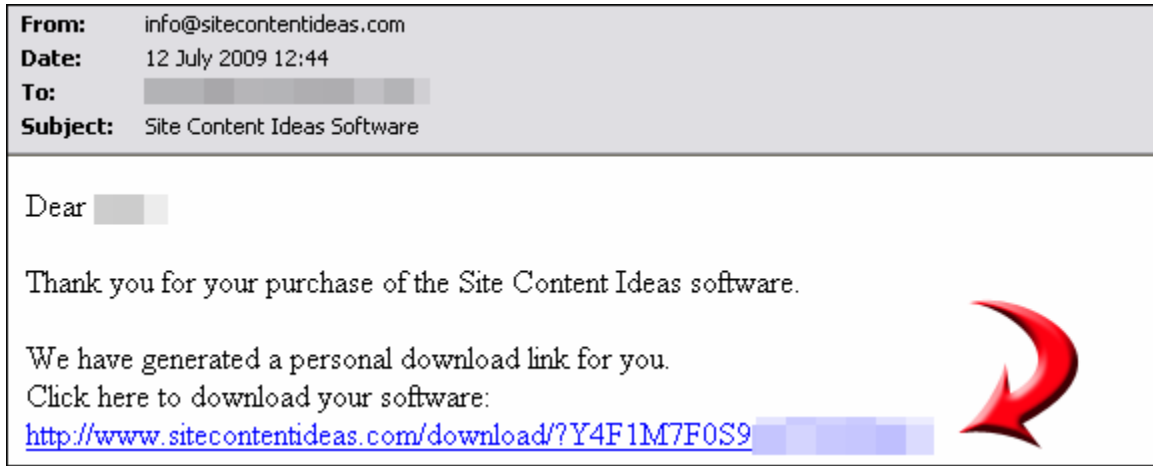 From: info@sitecontentideas.com
Date: 12 July 2009 12:44
To:
Subject: Site Content Ideas Software
Dear
Thank you for your purchase of the Site Content Ideas software.
We have generated a personal download link for you.
Click here to download your software:
http://www.sitecontentideas.com/download/?Y4F1M7F0S9